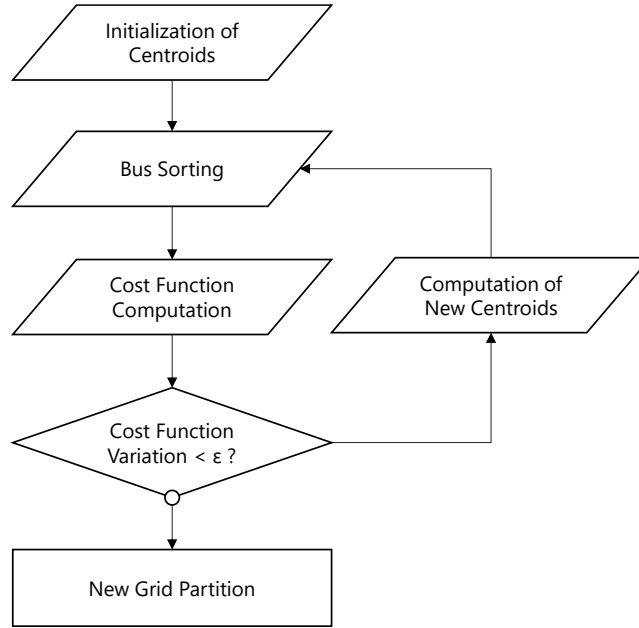 Initialization of
Centroids
Bus Sorting
Cost Function
Computation
Computation of
New Centroids
Cost Function
Variation < ε ?
New Grid Partition